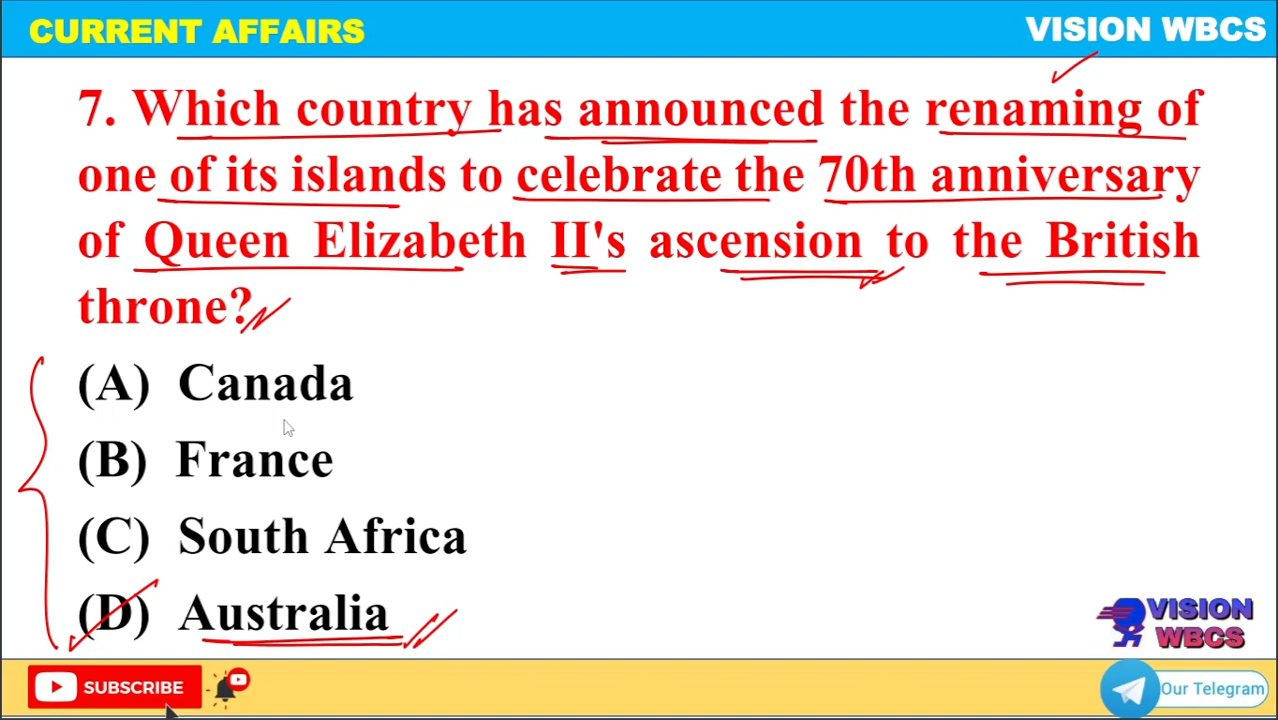 CURRENT AFFAIRS
VISION WBCS
7. Which country has announced the renaming of
one of its islands to celebrate the 70th anniversary
of Queen Elizabeth II's ascension to the British
throne?
(A) Canada
(B) France
(C) South Africa
(D) Australia
VISION
WBCS
SUBSCRIBE
Our Telegram